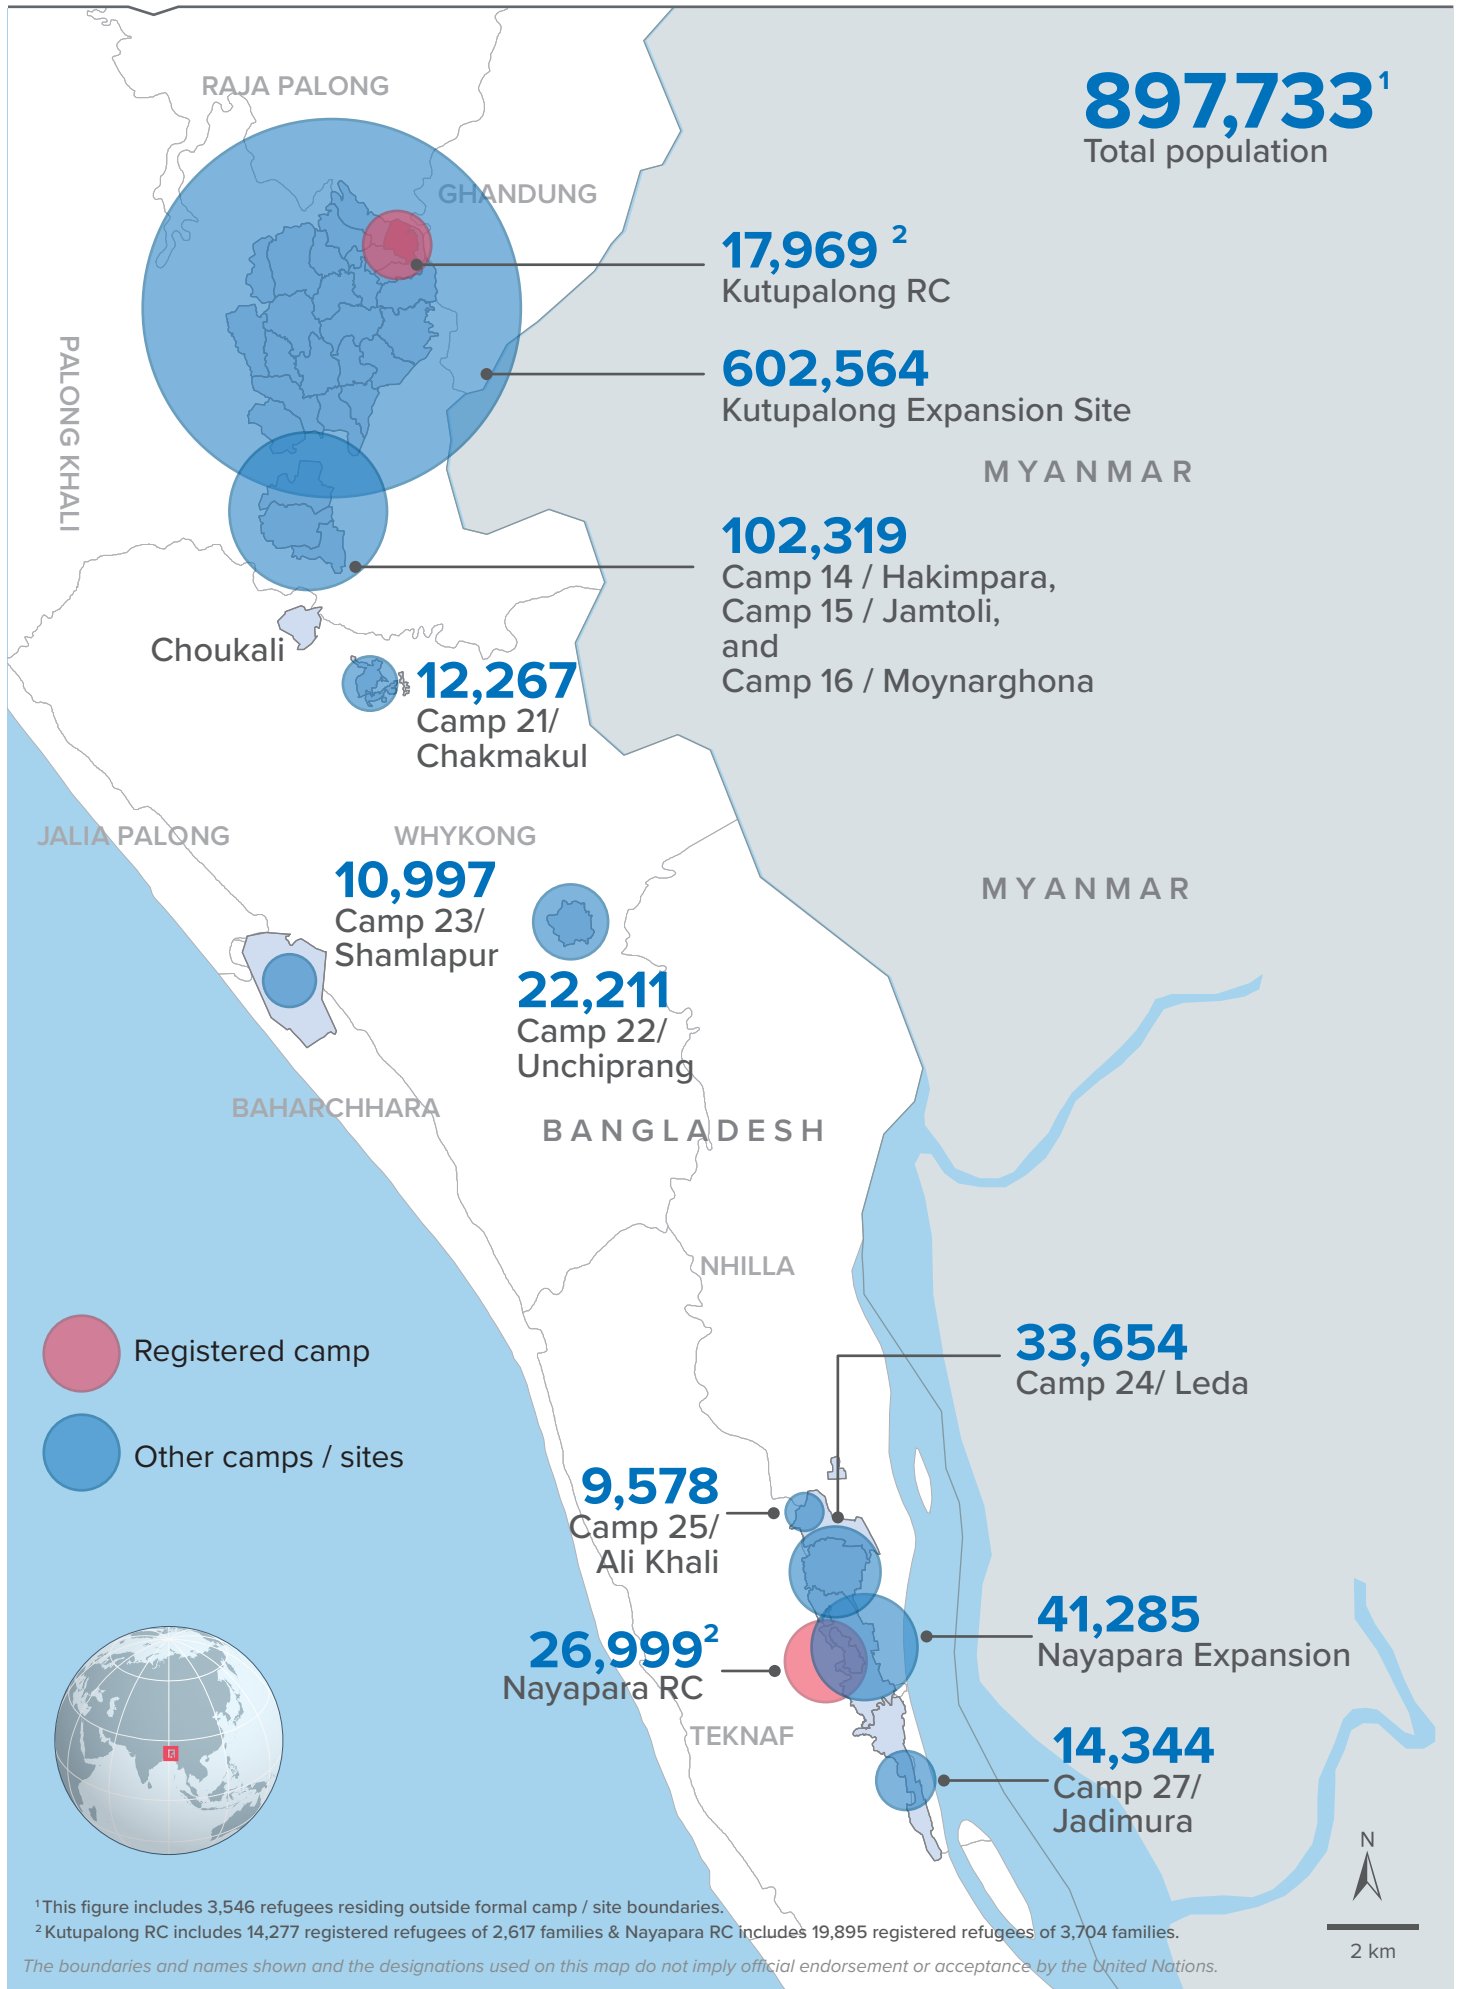 RAJA PALONG
897,733¹
Total population
GHANDUNG
17,969 ²
Kutupalong RC
PALONG KHALI
602,564
Kutupalong Expansion Site
MYANMAR
102,319
Camp 14 / Hakimpara,
Camp 15 / Jamtoli,
and
Camp 16 / Moynarghona
Choukali
12,267
Camp 21/
Chakmakul
JALIA PALONG
WHYKONG
10,997
Camp 23/
Shamlapur
MYANMAR
22,211
Camp 22/
Unchiprang
BAHARCHHARA
BANGLADESH
NHILLA
Registered camp
Other camps / sites
33,654
Camp 24/ Leda
9,578
Camp 25/
Ali Khali
41,285
Nayapara Expansion
26,999²
Nayapara RC
TEKNAF
14,344
Camp 27/
Jadimura
N
2 km
¹ This figure includes 3,546 refugees residing outside formal camp / site boundaries.
² Kutupalong RC includes 14,277 registered refugees of 2,617 families & Nayapara RC includes 19,895 registered refugees of 3,704 families.
The boundaries and names shown and the designations used on this map do not imply official endorsement or acceptance by the United Nations.